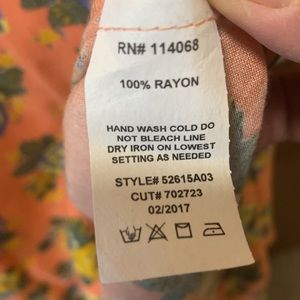 RN# 114068
100% RAYON
HAND WASH COLD DO
NOT BLEACH LINE
DRY IRON ON LOWEST
SETTING AS NEEDED
STYLE# 52615A03
CUT# 702723
02/2017